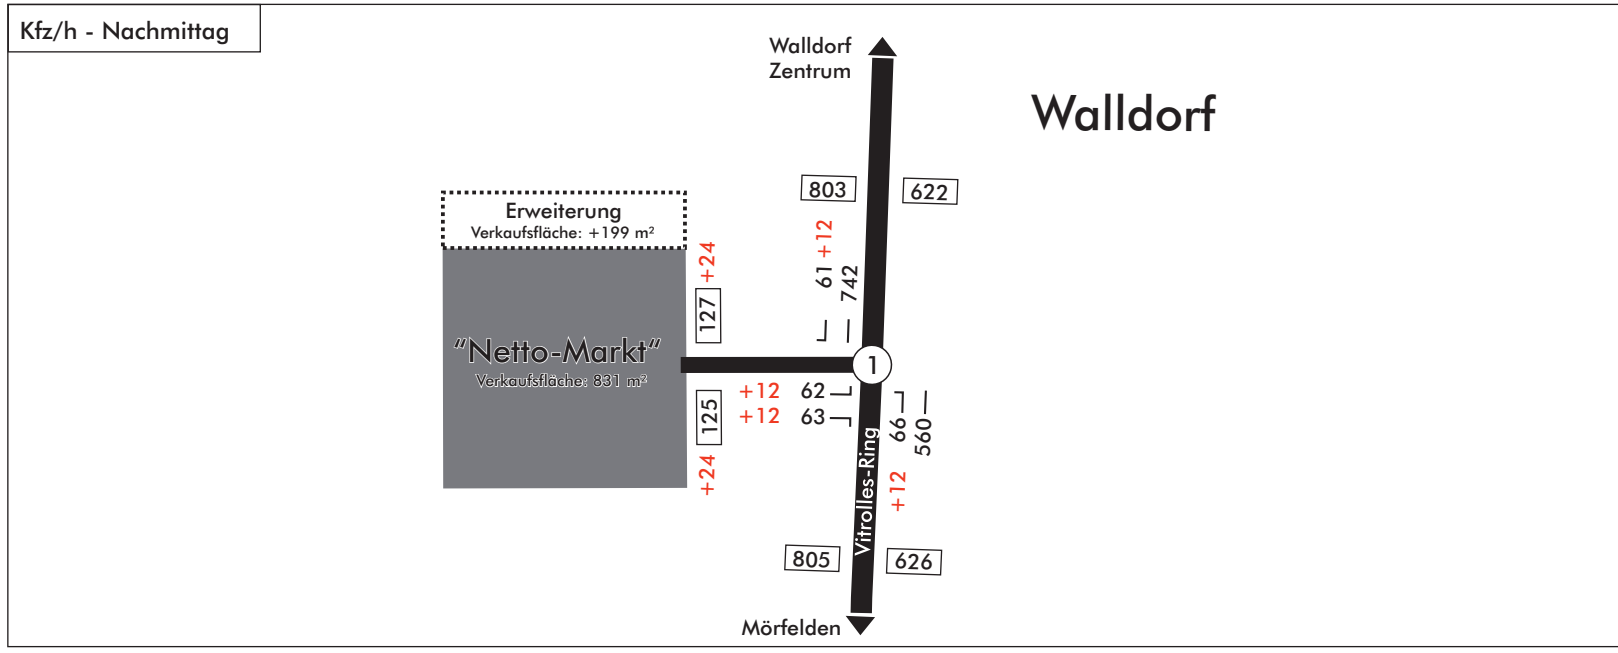 Kfz/h - Nachmittag
Walldorf
Zentrum
Walldorf
803
622
Erweiterung
Verkaufsfläche: +199 m²
+24
127
61 +12
742
"Netto-Markt"
Verkaufsfläche: 831 m²
1
+12 62
+12 63
125
+24
66
+12
560
Vitrolles-Ring
805
626
Mörfelden